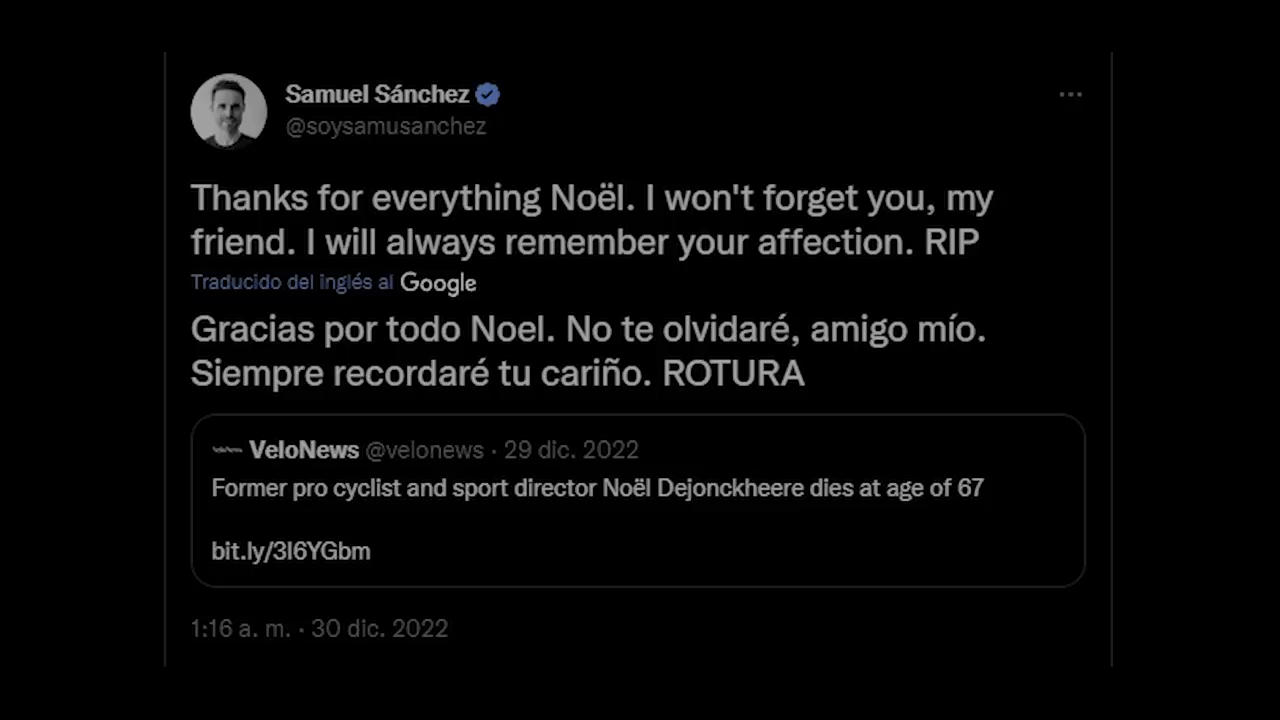 Samuel Sánchez
@soysamusanchez
Thanks for everything Noël. I won't forget you, my
friend. I will always remember your affection. RIP
Traducido del inglés al Google
Gracias por todo Noel. No te olvidaré, amigo mío.
Siempre recordaré tu cariño. ROTURA
VeloNews @velonews · 29 dic. 2022
Former pro cyclist and sport director Noël Dejonckheere dies at age of 67
bit.ly/3I6YGbm
1:16 a. m. · 30 dic. 2022